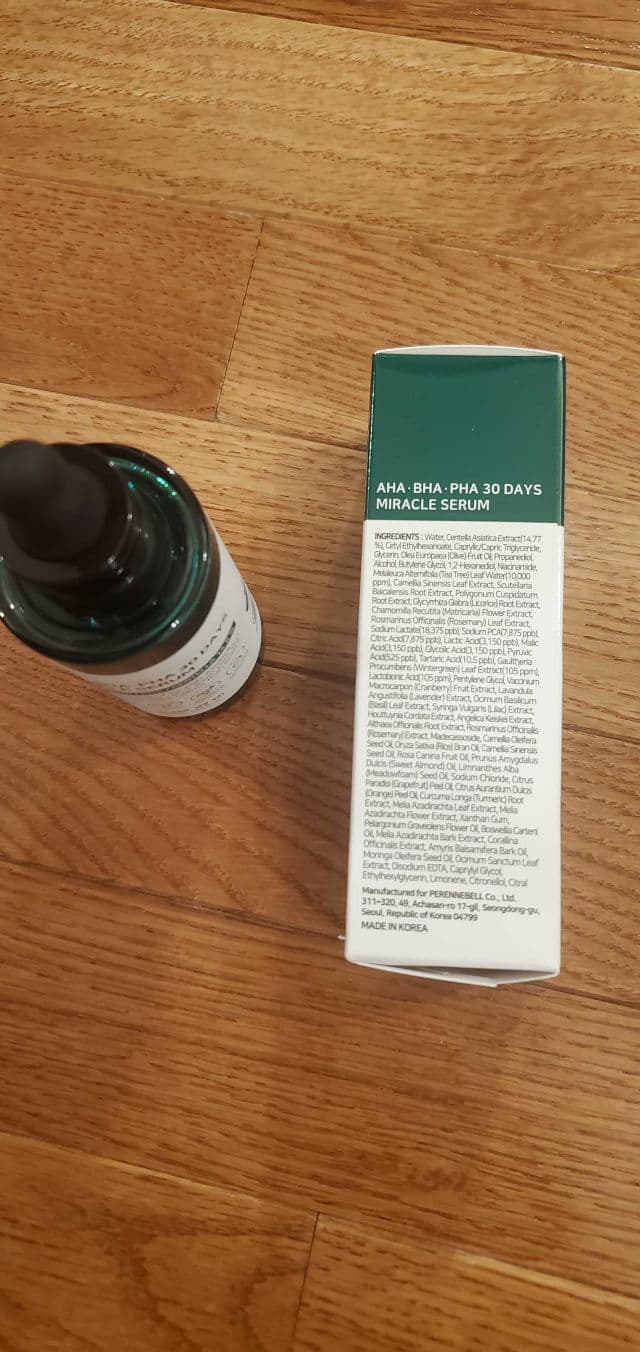 30 DAYS
SERUM
AHA·BHA·PHA 30 DAYS
MIRACLE SERUM
INGREDIENTS : Water, Centella Asiatica Extract(14.77
%), Cetyl Ethylhexanoate, Caprylic/Capric Triglyceride,
Glycerin, Olea Europaea (Olive) Fruit Oil, Propanediol,
Alcohol, Butylene Glycol, 1,2-Hexanediol, Niacinamide,
Melaleuca Alternifolia (Tea Tree) Leaf Water(10,000
ppm), Camellia Sinensis Leaf Extract, Scutellaria
Baicalensis Root Extract, Polygonum Cuspidatum
Root Extract, Glycyrrhiza Glabra (Licorice) Root Extract,
Chamomilla Recutita (Matricaria) Flower Extract,
Rosmarinus Officinalis (Rosemary) Leaf Extract,
Sodium Lactate(18,375 ppb), Sodium PCA(7,875 ppb),
Citric Acid(7,875 ppb), Lactic Acid(3,150 ppb), Malic
Acid(3,150 ppb), Glycolic Acid(3,150 ppb), Pyruvic
Acid(525 ppb), Tartaric Acid(10.5 ppb), Gaultheria
Procumbens (Wintergreen) Leaf Extract(105 ppm),
Lactobionic Acid(105 ppm), Pentylene Glycol, Vaccinium
Macrocarpon (Cranberry) Fruit Extract, Lavandula
Angustifolia (Lavender) Extract, Ocimum Basilicum
(Basil) Leaf Extract, Syringa Vulgaris (Lilac) Extract,
Houttuynia Cordata Extract, Angelica Keiskei Extract,
Althaea Officinalis Root Extract, Rosmarinus Officinalis
(Rosemary) Extract, Madecassoside, Camellia Oleifera
Seed Oil, Oryza Sativa (Rice) Bran Oil, Camellia Sinensis
Seed Oil, Rosa Canina Fruit Oil, Prunus Amygdalus
Dulcis (Sweet Almond) Oil, Limnanthes Alba
(Meadowfoam) Seed Oil, Sodium Chloride, Citrus
Paradisi (Grapefruit) Peel Oil, Citrus Aurantium Dulcis
(Orange) Peel Oil, Curcuma Longa (Turmeric) Root
Extract, Melia Azadirachta Leaf Extract, Melia
Azadirachta Flower Extract, Xanthan Gum,
Pelargonium Graveolens Flower Oil, Boswellia Carterii
Oil, Melia Azadirachta Bark Extract, Corallina
Officinalis Extract, Amyris Balsamifera Bark Oil,
Moringa Oleifera Seed Oil, Ocimum Sanctum Leaf
Extract, Disodium EDTA, Caprylyl Glycol,
Ethylhexylglycerin, Limonene, Citronellol, Citral
Manufactured for PERENNEBELL Co., Ltd.
311-320, 49, Achasan-ro 17-gil, Seongdong-gu,
Seoul, Republic of Korea 04799
MADE IN KOREA